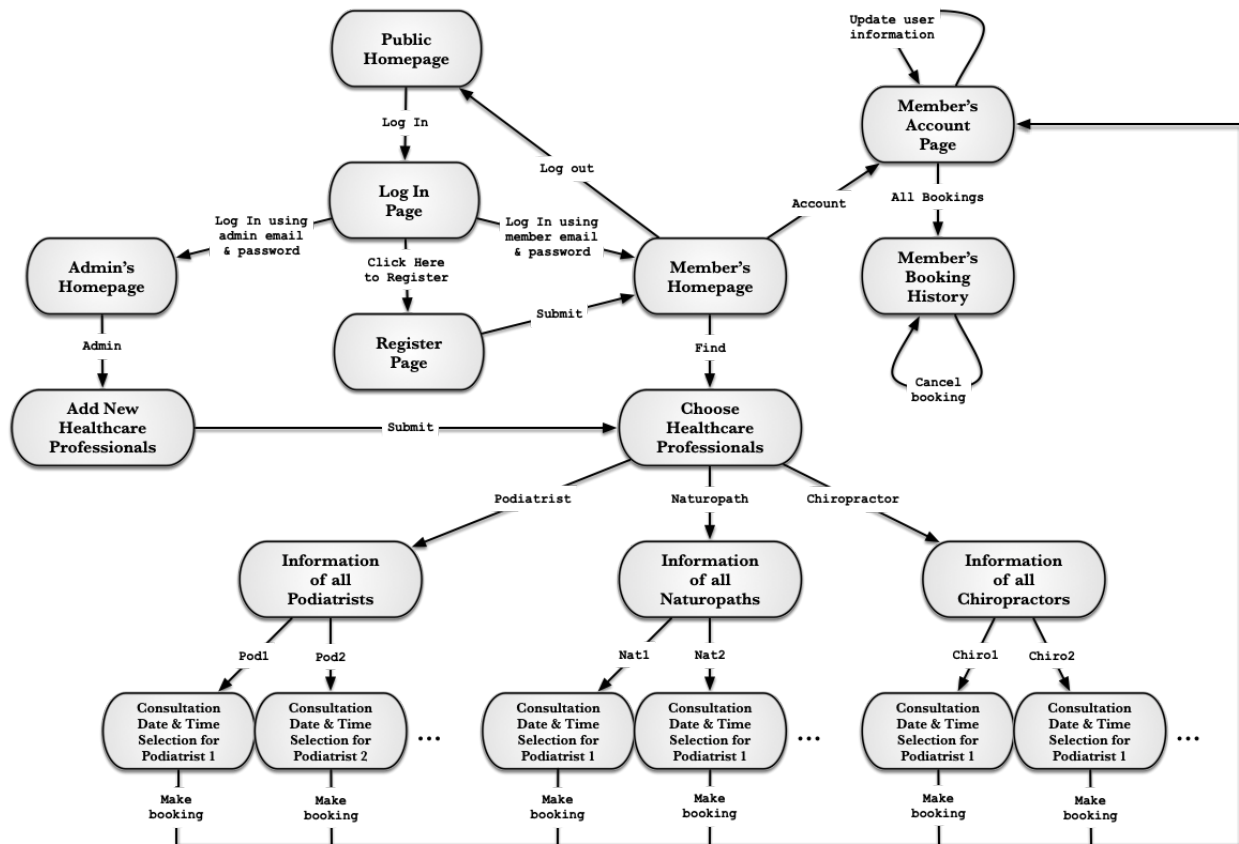 Public
Homepage
Update user
information
Member's
Account
Page
Log In
Log out
Account
All Bookings
Log In
Page
Log In using
admin email
& password
Log In using
member email
& password
Click Here
to Register
Admin's
Homepage
Member's
Homepage
Member's
Booking
History
Submit
Register
Page
Admin
Find
Cancel
booking
Add New
Healthcare
Professionals
Submit
Choose
Healthcare
Professionals
Podiatrist
Naturopath
Chiropractor
Information
of all
Podiatrists
Information
of all
Naturopaths
Information
of all
Chiropractors
Pod1
Pod2
Nat1
Nat2
Chiro1
Chiro2
Consultation
Date & Time
Selection for
Podiatrist 1
Consultation
Date & Time
Selection for
Podiatrist 2
...
Consultation
Date & Time
Selection for
Podiatrist 1
Consultation
Date & Time
Selection for
Podiatrist 1
...
Consultation
Date & Time
Selection for
Podiatrist 1
Consultation
Date & Time
Selection for
Podiatrist 1
...
Make
booking
Make
booking
Make
booking
Make
booking
Make
booking
Make
booking